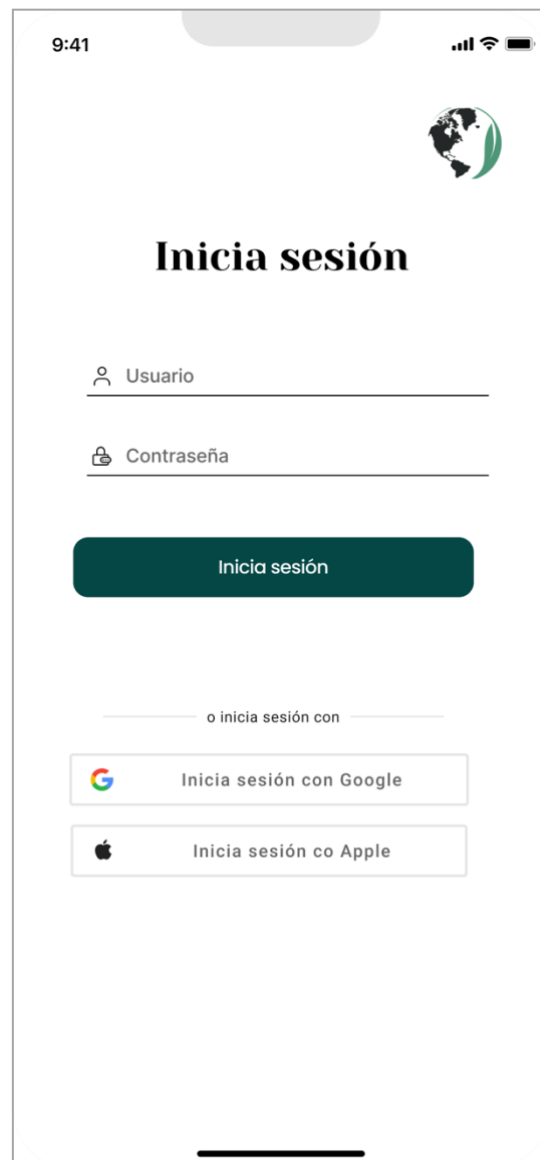 9:41
Inicia sesión
Usuario
Contraseña
Inicia sesión
o inicia sesión con
Inicia sesión con Google
Inicia sesión co Apple